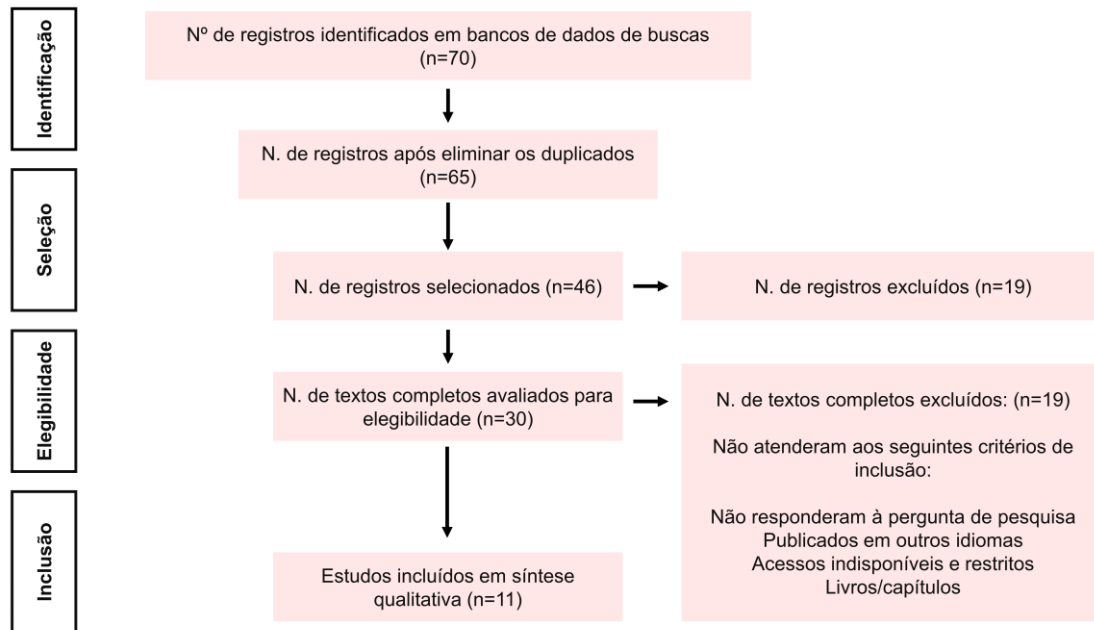 Identificação
Nº de registros identificados em bancos de dados de buscas
(n=70)
N. de registros após eliminar os duplicados
(n=65)
Seleção
N. de registros selecionados (n=46)
N. de registros excluídos (n=19)
Elegibilidade
N. de textos completos avaliados para
elegibilidade (n=30)
N. de textos completos excluídos: (n=19)
Não atenderam aos seguintes critérios de
inclusão:
Não responderam à pergunta de pesquisa
Publicados em outros idiomas
Acessos indisponíveis e restritos
Livros/capítulos
Inclusão
Estudos incluídos em síntese
qualitativa (n=11)